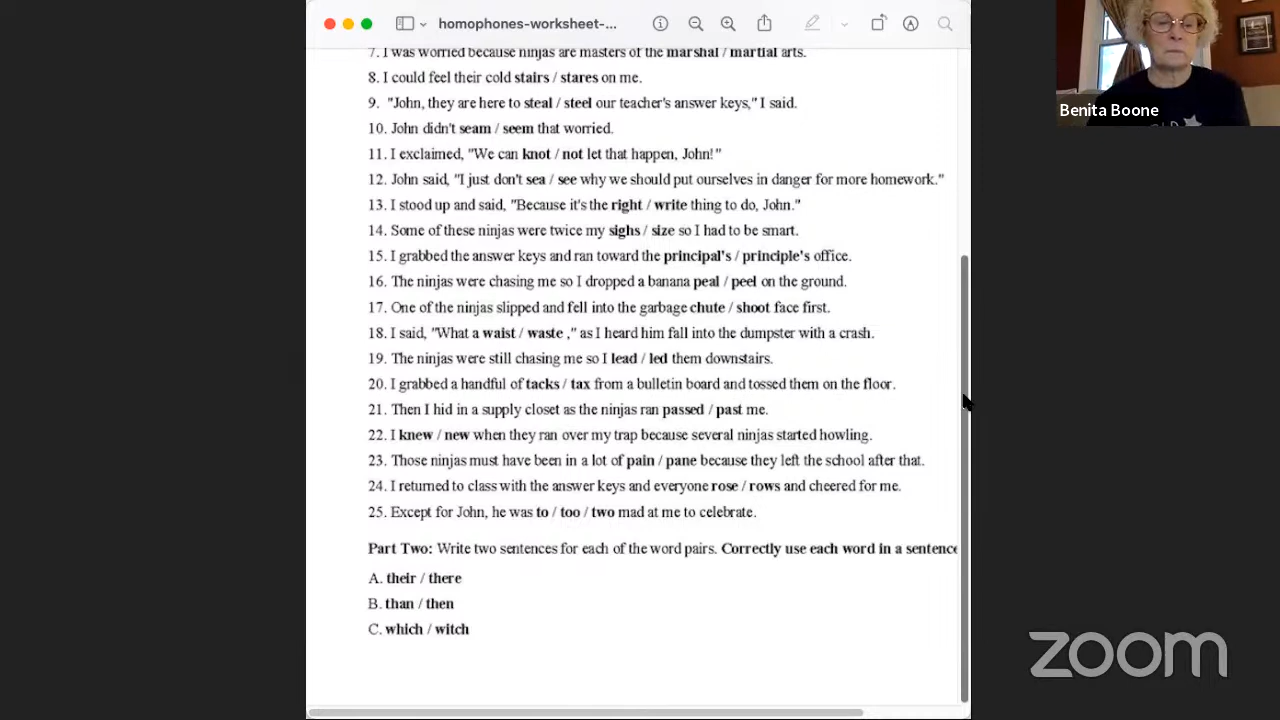 homophones-worksheet-...
7. I was worried because ninjas are masters of the marshal / martial arts.
8. I could feel their cold stairs / stares on me.
9. "John, they are here to steal / steel our teacher's answer keys," I said.
10. John didn't seam / seem that worried.
11. I exclaimed, "We can knot / not let that happen, John!"
12. John said, "I just don't sea / see why we should put ourselves in danger for more homework."
13. I stood up and said, "Because it's the right / write thing to do, John."
14. Some of these ninjas were twice my sighs / size so I had to be smart.
15. I grabbed the answer keys and ran toward the principal's / principle's office.
16. The ninjas were chasing me so I dropped a banana peal / peel on the ground.
17. One of the ninjas slipped and fell into the garbage chute / shoot face first.
18. I said, "What a waist / waste ," as I heard him fall into the dumpster with a crash.
19. The ninjas were still chasing me so I lead / led them downstairs.
20. I grabbed a handful of tacks / tax from a bulletin board and tossed them on the floor.
21. Then I hid in a supply closet as the ninjas ran passed / past me.
22. I knew / new when they ran over my trap because several ninjas started howling.
23. Those ninjas must have been in a lot of pain / pane because they left the school after that.
24. I returned to class with the answer keys and everyone rose / rows and cheered for me.
25. Except for John, he was to / too / two mad at me to celebrate.
Part Two: Write two sentences for each of the word pairs. Correctly use each word in a sentence
A. their / there
B. than / then
C. which / witch
Benita Boone
zoom